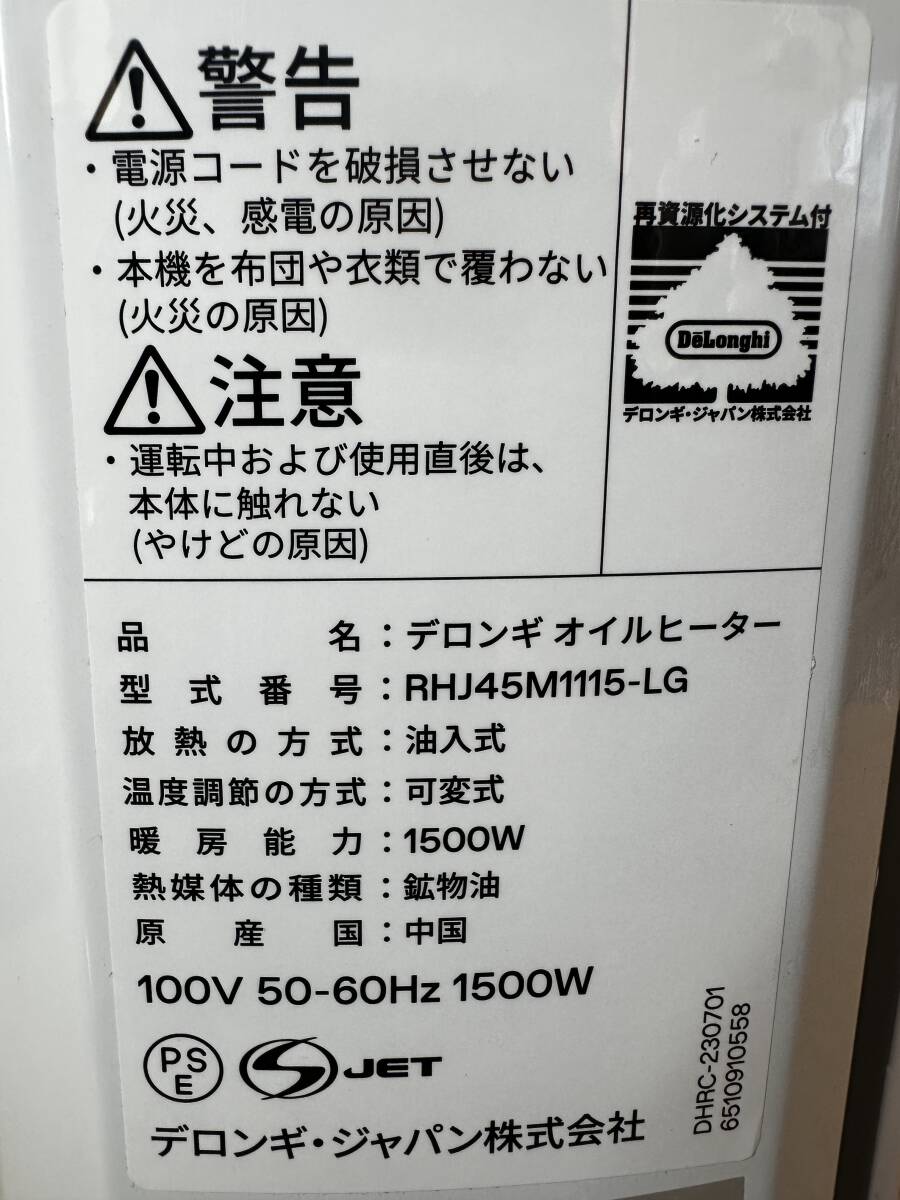 警告
・電源コードを破損させない
(火災、感電の原因)
・本機を布団や衣類で覆わない
(火災の原因)
注意
・運転中および使用直後は、
本体に触れない
(やけどの原因)
再資源化システム付
DeLonghi
デロンギ・ジャパン株式会社
品名：デロンギ オイルヒーター
型式番号：RHJ45M1115-LG
放熱の方式：油入式
温度調節の方式：可変式
暖房能力：1500W
熱媒体の種類：鉱物油
原産国：中国
100V 50-60Hz 1500W
PSE
S JET
デロンギ・ジャパン株式会社
DHRC-230701
6510910558